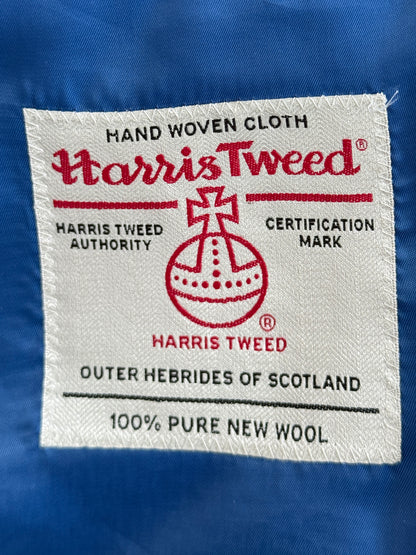 HAND WOVEN CLOTH
Harris Tweed®
HARRIS TWEED AUTHORITY
CERTIFICATION MARK
®
HARRIS TWEED
OUTER HEBRIDES OF SCOTLAND
100% PURE NEW WOOL